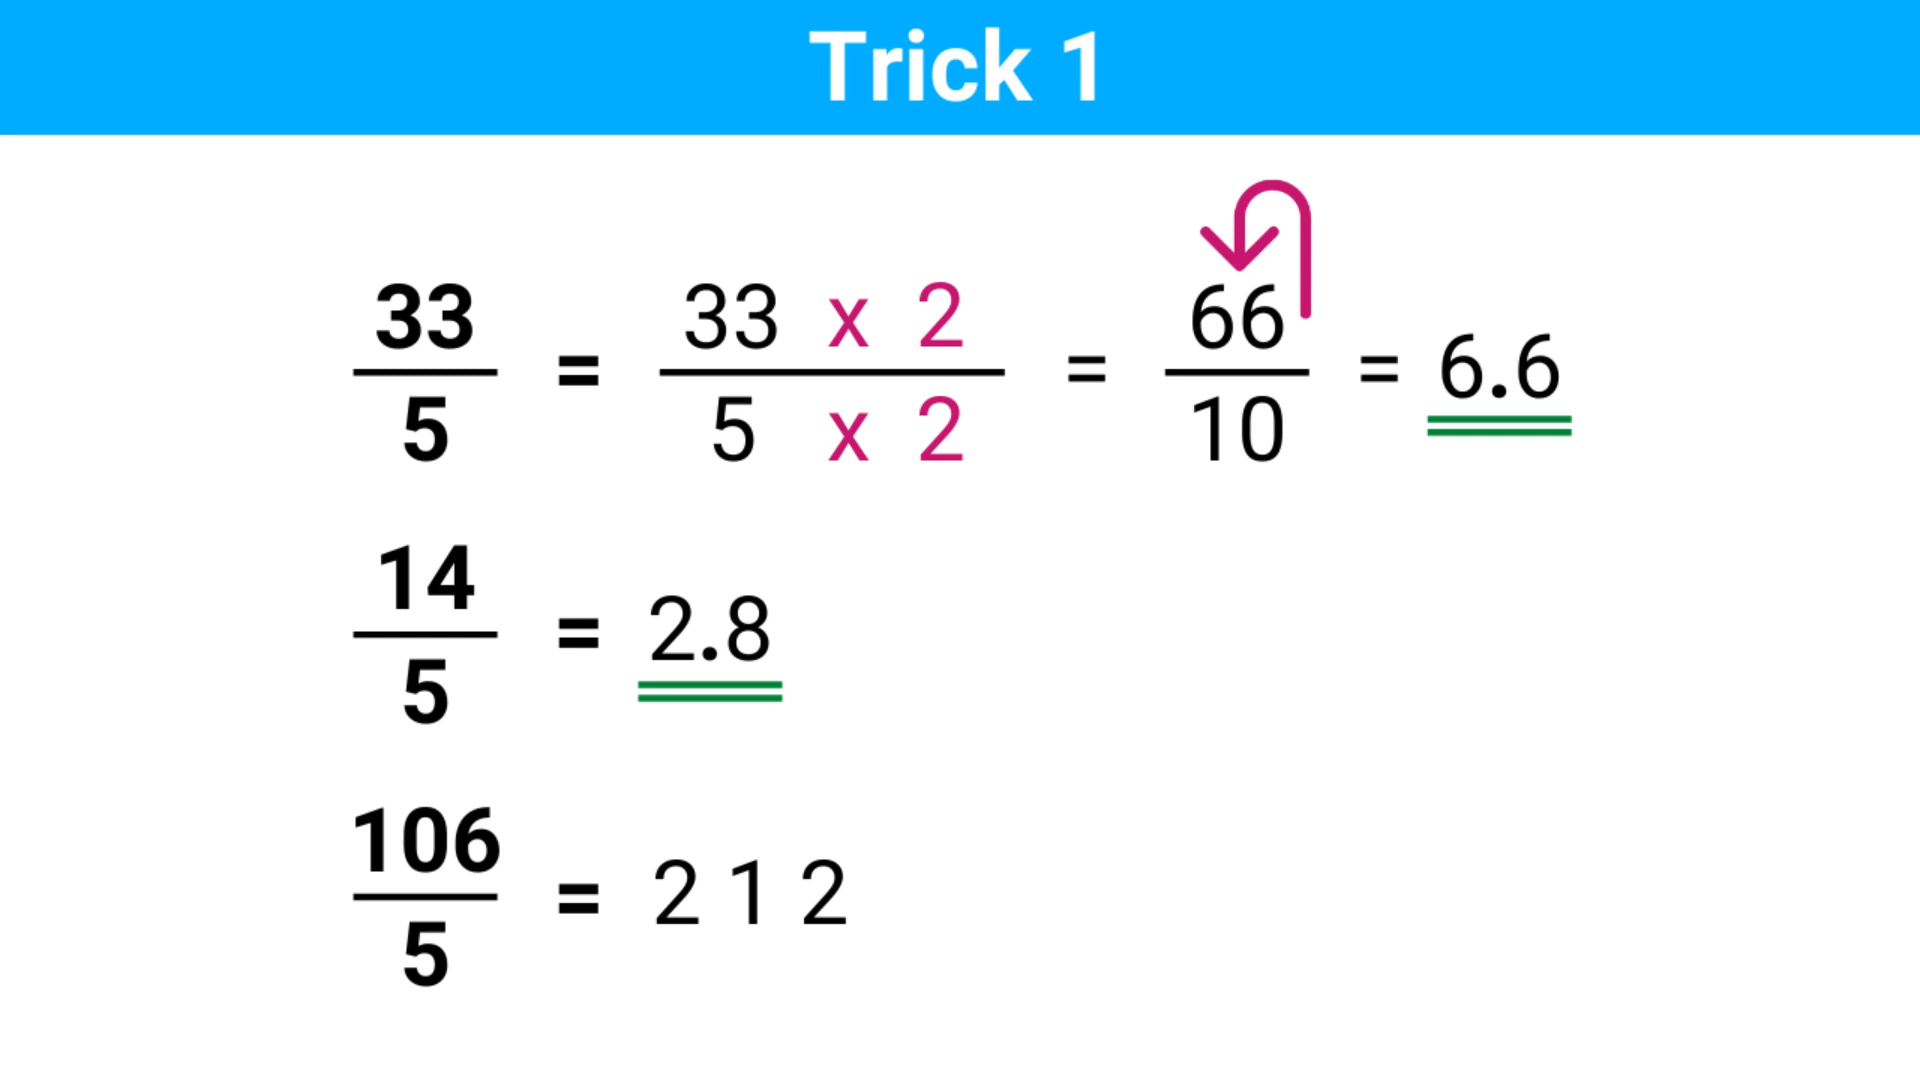 Trick 1
33/5 = 33 x 2/5 x 2 = 66/10 = 6.6
14/5 = 2.8
106/5 = 2 1 2